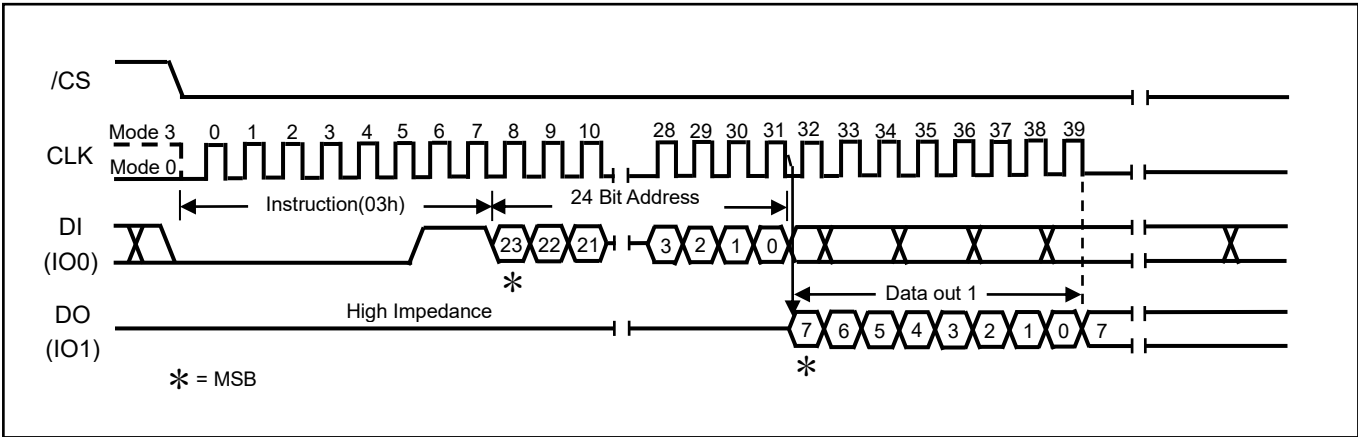 /CS
Mode 3 0 1 2 3 4 5 6 7 8 9 10 28 29 30 31 32 33 34 35 36 37 38 39
CLK
Mode 0
Instruction(03h) 24 Bit Address
DI
(IO0)
23 22 21 3 2 1 0
*
Data out 1
DO
(IO1)
High Impedance
7 6 5 4 3 2 1 0 7
*
* = MSB